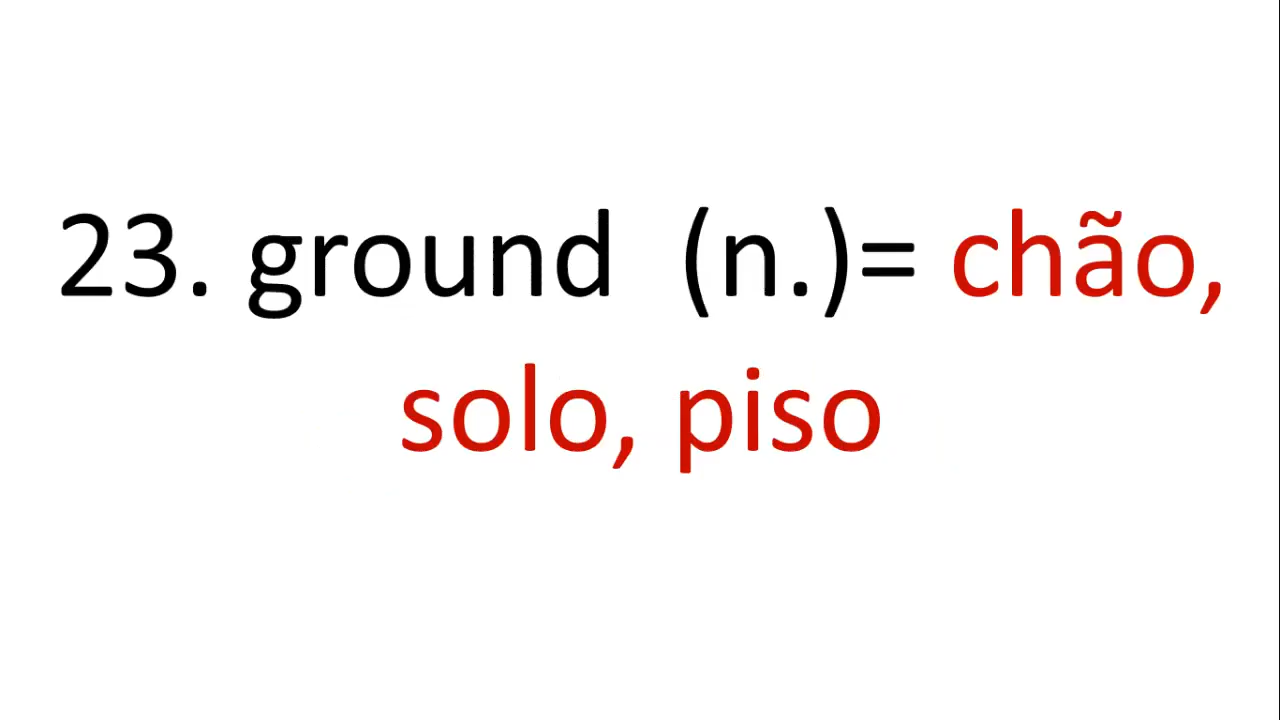 23. ground  (n.)= chão,
solo, piso